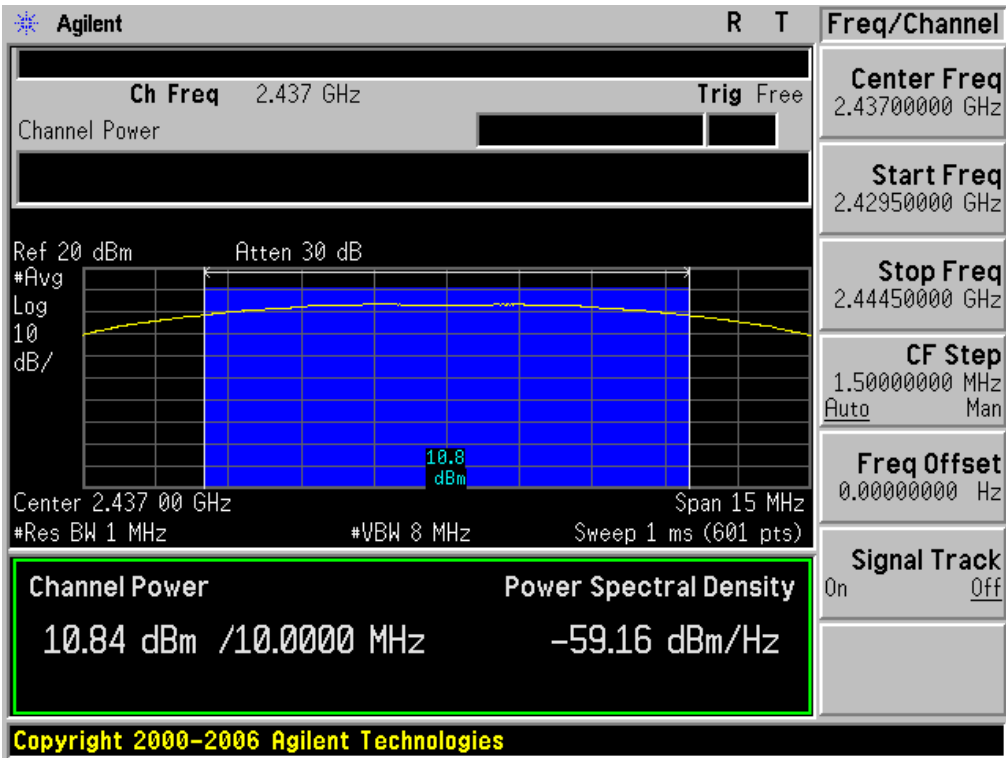 Agilent R T Freq/Channel
Ch Freq 2.437 GHz Trig Free
Channel Power
Ref 20 dBm Atten 30 dB
#Avg
Log
10
dB/
10.8
dBm
Center 2.437 00 GHz Span 15 MHz
#Res BW 1 MHz #VBW 8 MHz Sweep 1 ms (601 pts)
Channel Power Power Spectral Density
10.84 dBm /10.0000 MHz -59.16 dBm/Hz
Copyright 2000-2006 Agilent Technologies
Center Freq
2.43700000 GHz
Start Freq
2.42950000 GHz
Stop Freq
2.44450000 GHz
CF Step
1.50000000 MHz
Auto Man
Freq Offset
0.00000000 Hz
Signal Track
On Off